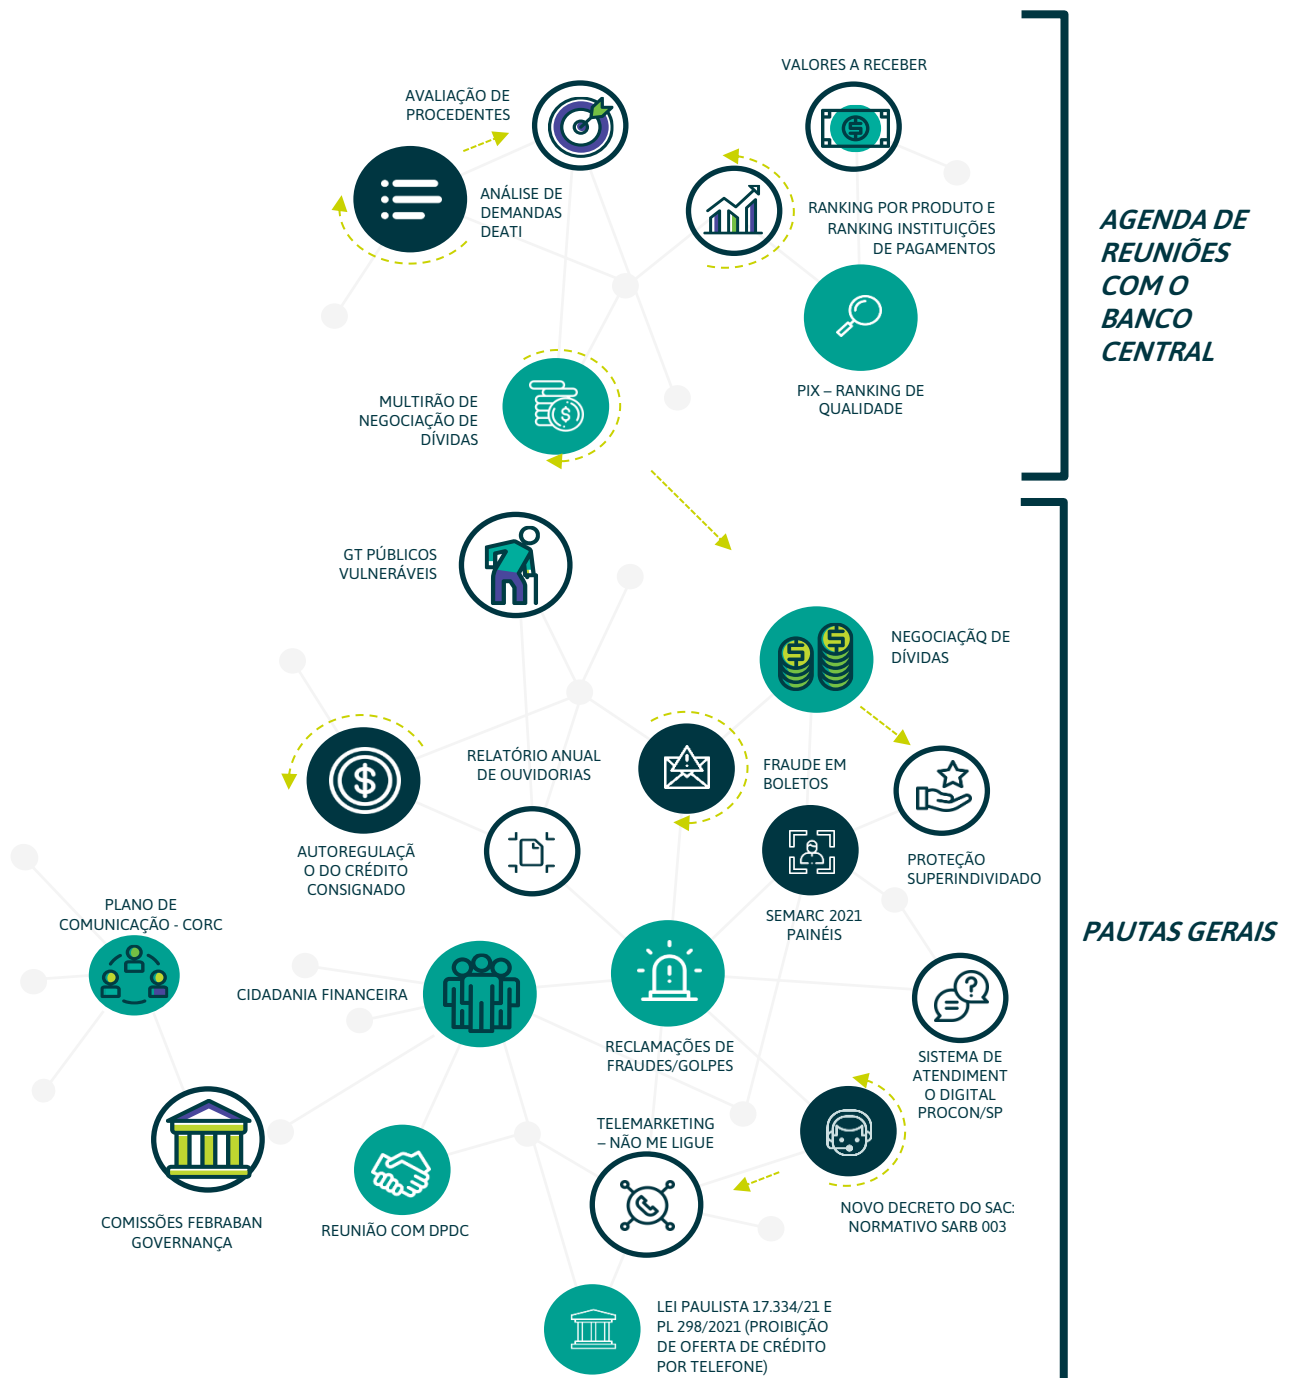 VALORES A RECEBER
AVALIAÇÃO DE
PROCEDENTES
ANÁLISE DE
DEMANDAS
DEATI
RANKING POR PRODUTO E
RANKING INSTITUIÇÕES
DE PAGAMENTOS
AGENDA DE
REUNIÕES
COM O
BANCO
CENTRAL
PIX – RANKING DE
QUALIDADE
MULTIRÃO DE
NEGOCIAÇÃO DE
DÍVIDAS
GT PÚBLICOS
VULNERÁVEIS
NEGOCIAÇÃQ DE
DÍVIDAS
RELATÓRIO ANUAL
DE OUVIDORIAS
FRAUDE EM
BOLETOS
AUTOREGULAÇÃ
O DO CRÉDITO
CONSIGNADO
PROTEÇÃO
SUPERINDIVIDADO
PLANO DE
COMUNICAÇÃO - CORC
SEMARC 2021
PAINÉIS
PAUTAS GERAIS
CIDADANIA FINANCEIRA
RECLAMAÇÕES DE
FRAUDES/GOLPES
SISTEMA DE
ATENDIMENT
O DIGITAL
PROCON/SP
TELEMARKETING
– NÃO ME LIGUE
COMISSÕES FEBRABAN
GOVERNANÇA
REUNIÃO COM DPDC
NOVO DECRETO DO SAC:
NORMATIVO SARB 003
LEI PAULISTA 17.334/21 E
PL 298/2021 (PROIBIÇÃO
DE OFERTA DE CRÉDITO
POR TELEFONE)